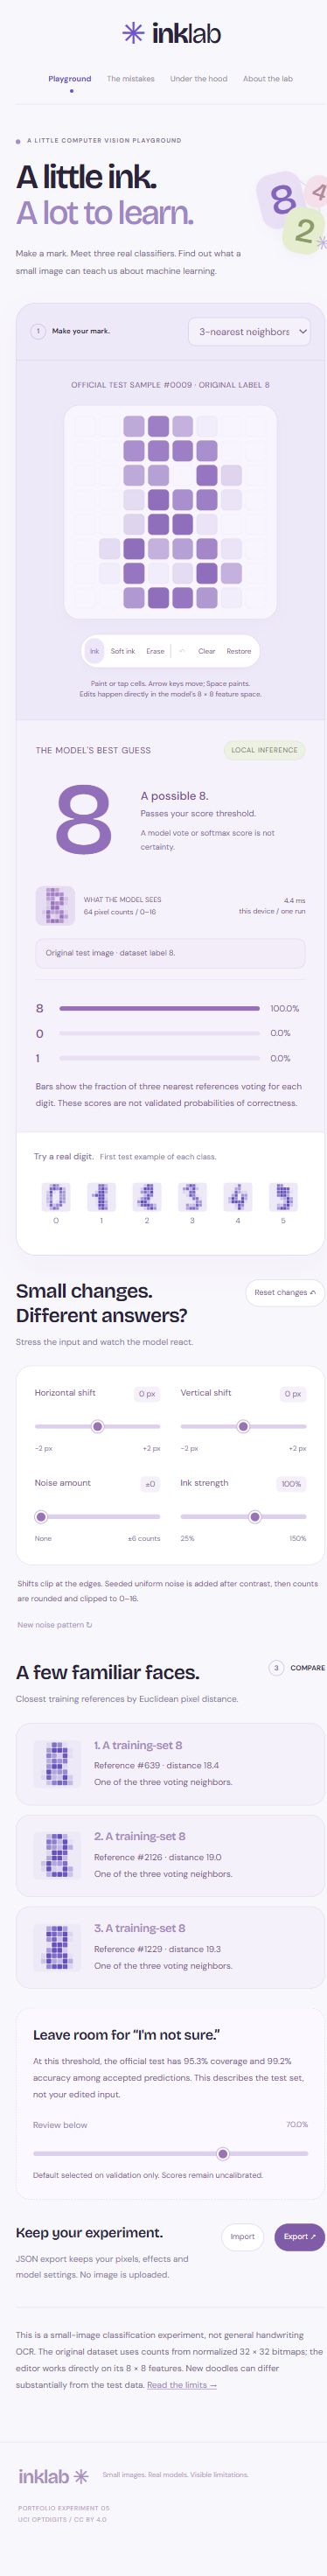 inklab
Playground The mistakes Under the hood About the lab
A LITTLE COMPUTER VISION PLAYGROUND
A little ink.
A lot to learn.
8 4 2
Make a mark. Meet three real classifiers. Find out what a
small image can teach us about machine learning.
1 Make your mark.
3-nearest neighbors
OFFICIAL TEST SAMPLE #0009 · ORIGINAL LABEL 8
Ink Soft ink Erase ↶ Clear Restore
Paint or tap cells. Arrow keys move; Space paints.
Edits happen directly in the model's 8 × 8 feature space.
THE MODEL'S BEST GUESS
LOCAL INFERENCE
8
A possible 8.
Passes your score threshold.
A model vote or softmax score is not
certainty.
WHAT THE MODEL SEES
64 pixel counts / 0–16
4.4 ms
this device / one run
Original test image · dataset label 8.
8 100.0%
0 0.0%
1 0.0%
Bars show the fraction of three nearest references voting for each
digit. These scores are not validated probabilities of correctness.
Try a real digit. First test example of each class.
0 1 2 3 4 5
Small changes.
Different answers?
Reset changes ↶
Stress the input and watch the model react.
Horizontal shift 0 px
Vertical shift 0 px
−2 px +2 px
−2 px +2 px
Noise amount ±0
Ink strength 100%
None ±6 counts
25% 150%
Shifts clip at the edges. Seeded uniform noise is added after contrast, then counts
are rounded and clipped to 0–16.
New noise pattern ↻
A few familiar faces.
3 COMPARE
Closest training references by Euclidean pixel distance.
1. A training-set 8
Reference #639 · distance 18.4
One of the three voting neighbors.
2. A training-set 8
Reference #2126 · distance 19.0
One of the three voting neighbors.
3. A training-set 8
Reference #1229 · distance 19.3
One of the three voting neighbors.
Leave room for “I'm not sure.”
At this threshold, the official test has 95.3% coverage and 99.2%
accuracy among accepted predictions. This describes the test set,
not your edited input.
Review below 70.0%
Default selected on validation only. Scores remain uncalibrated.
Keep your experiment.
Import
Export ↗
JSON export keeps your pixels, effects and
model settings. No image is uploaded.
This is a small-image classification experiment, not general handwriting
OCR. The original dataset uses counts from normalized 32 × 32 bitmaps; the
editor works directly on its 8 × 8 features. New doodles can differ
substantially from the test data. Read the limits →
inklab
Small images. Real models. Visible limitations.
PORTFOLIO EXPERIMENT 05
UCI OPTDIGITS / CC BY 4.0